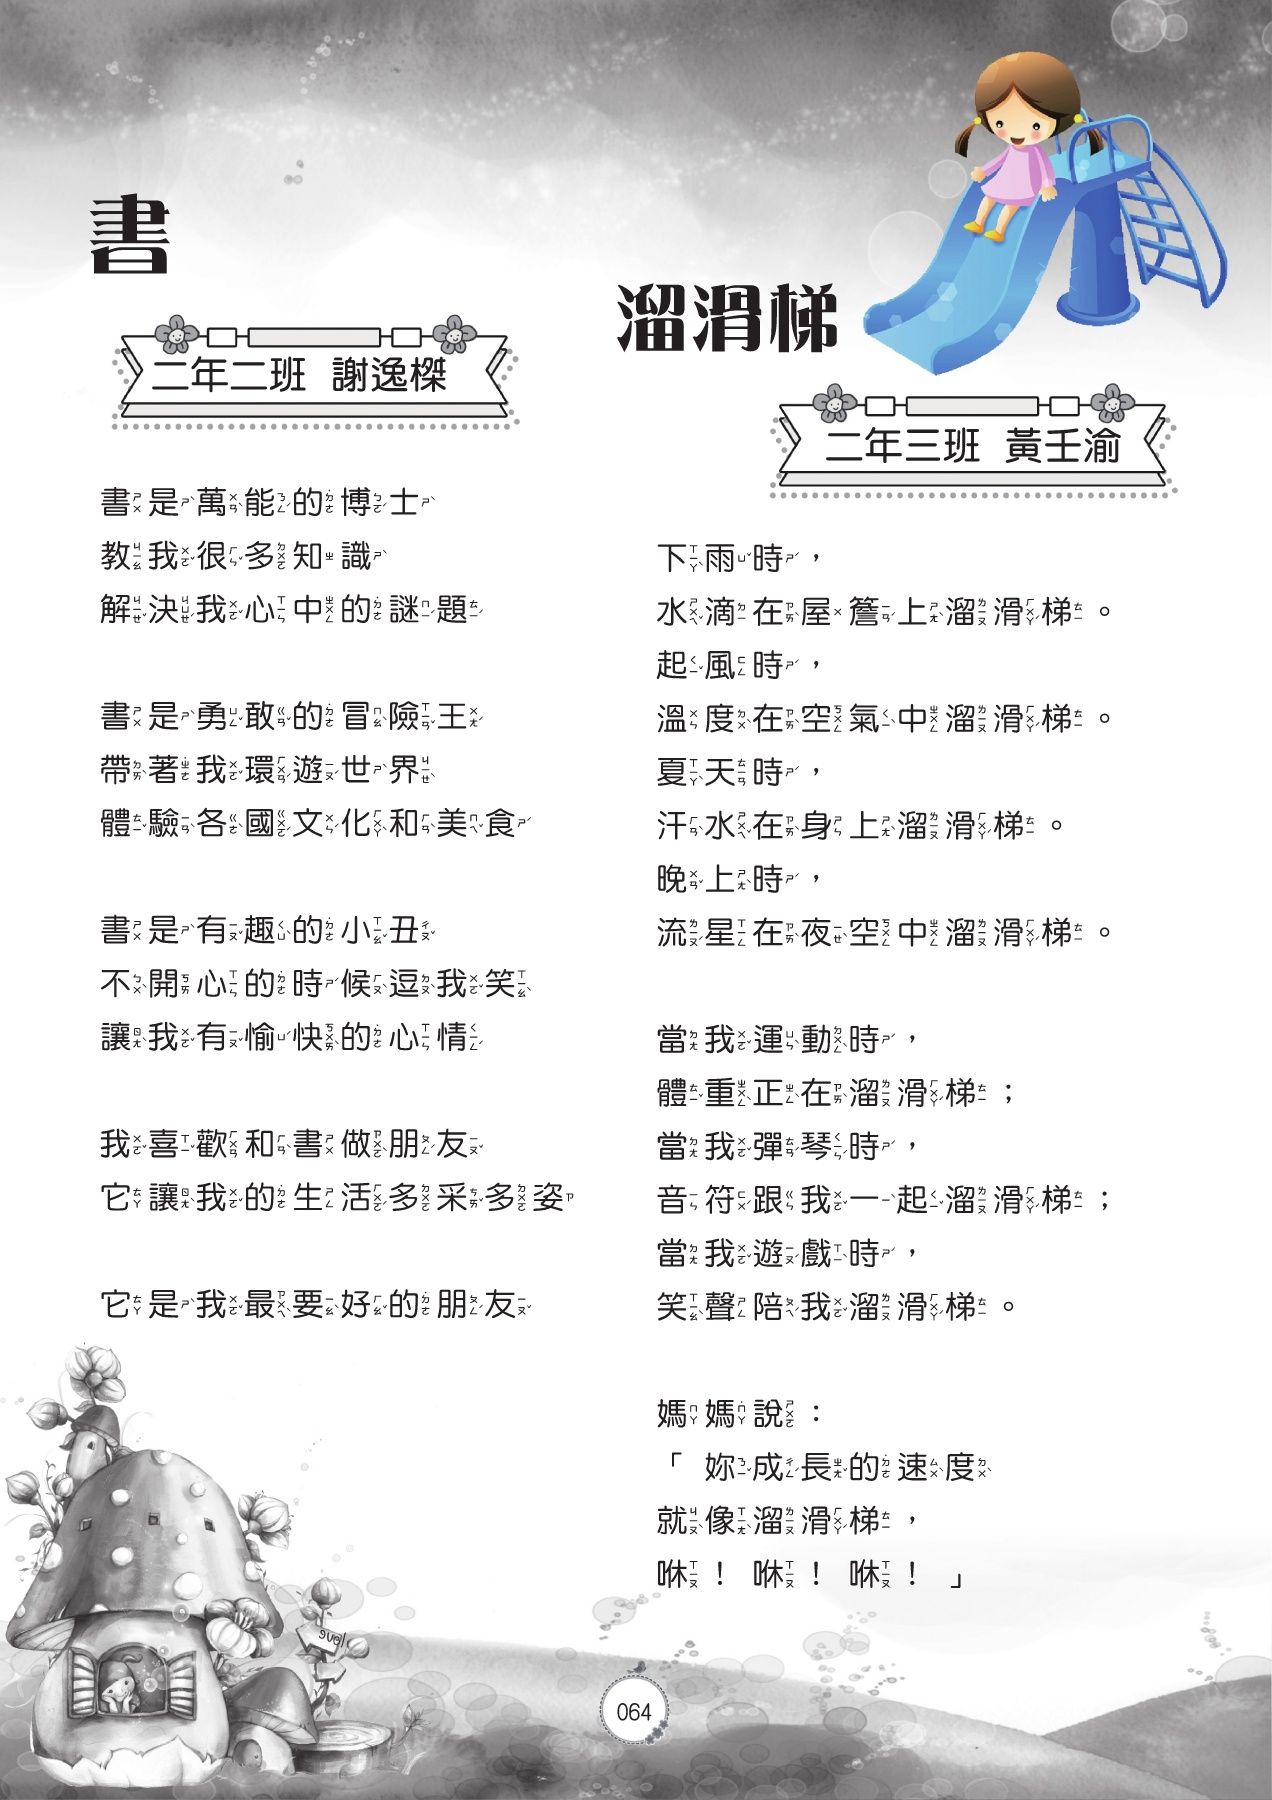 書
二年二班 謝逸榤
書是萬能的博士
教我很多知識
解決我心中的謎題
書是勇敢的冒險王
帶著我環遊世界
體驗各國文化和美食
書是有趣的小丑
不開心的時候逗我笑
讓我有愉快的心情
我喜歡和書做朋友
它讓我的生活多采多姿
它是我最要好的朋友
溜滑梯
二年三班 黃壬渝
下雨時，
水滴在屋簷上溜滑梯。
起風時，
溫度在空氣中溜滑梯。
夏天時，
汗水在身上溜滑梯。
晚上時，
流星在夜空中溜滑梯。
當我運動時，
體重正在溜滑梯；
當我彈琴時，
音符跟我一起溜滑梯；
當我遊戲時，
笑聲陪我溜滑梯。
媽媽說：
「妳成長的速度
就像溜滑梯，
咻！咻！咻！」
love
064